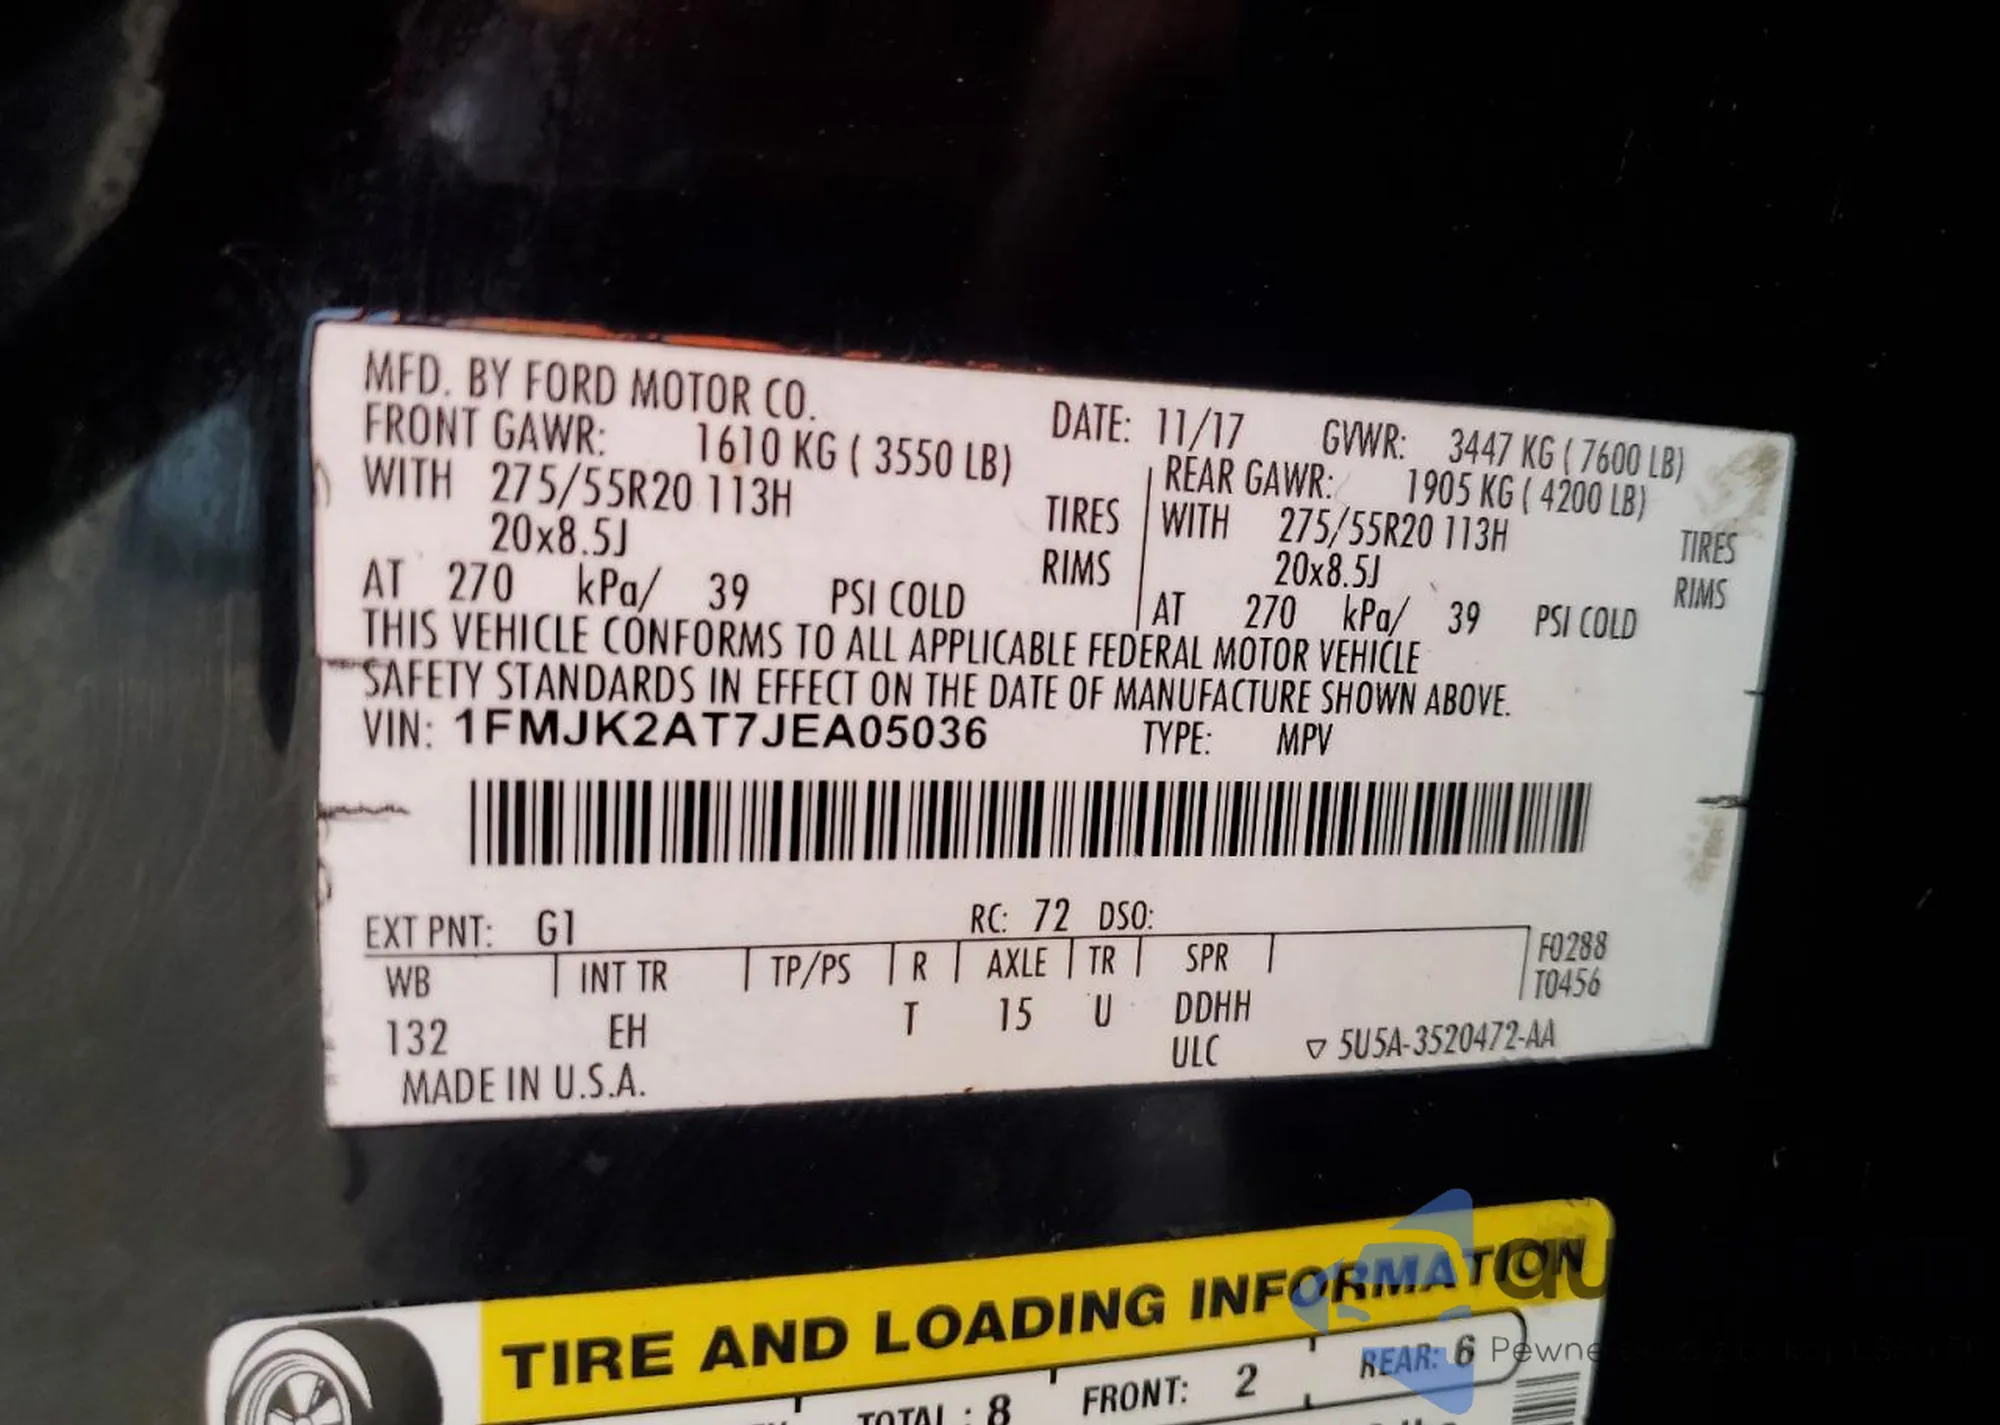 MFD. BY FORD MOTOR CO.
DATE: 11/17 GVWR: 3447 KG ( 7600 LB)
FRONT GAWR: 1610 KG ( 3550 LB) REAR GAWR: 1905 KG ( 4200 LB)
WITH 275/55R20 113H TIRES WITH 275/55R20 113H TIRES
20x8.5J RIMS 20x8.5J RIMS
AT 270 kPa/ 39 PSI COLD AT 270 kPa/ 39 PSI COLD
THIS VEHICLE CONFORMS TO ALL APPLICABLE FEDERAL MOTOR VEHICLE
SAFETY STANDARDS IN EFFECT ON THE DATE OF MANUFACTURE SHOWN ABOVE.
VIN: 1FMJK2AT7JEA05036 TYPE: MPV
EXT PNT: G1 RC: 72 DSO:
WB INT TR TP/PS R AXLE TR SPR F0288
T0456
132 EH T 15 U DDHH
ULC ▽ 5U5A-3520472-AA
MADE IN U.S.A.
TIRE AND LOADING INFORMATION
TOTAL : 8 FRONT: 2 REAR: 6